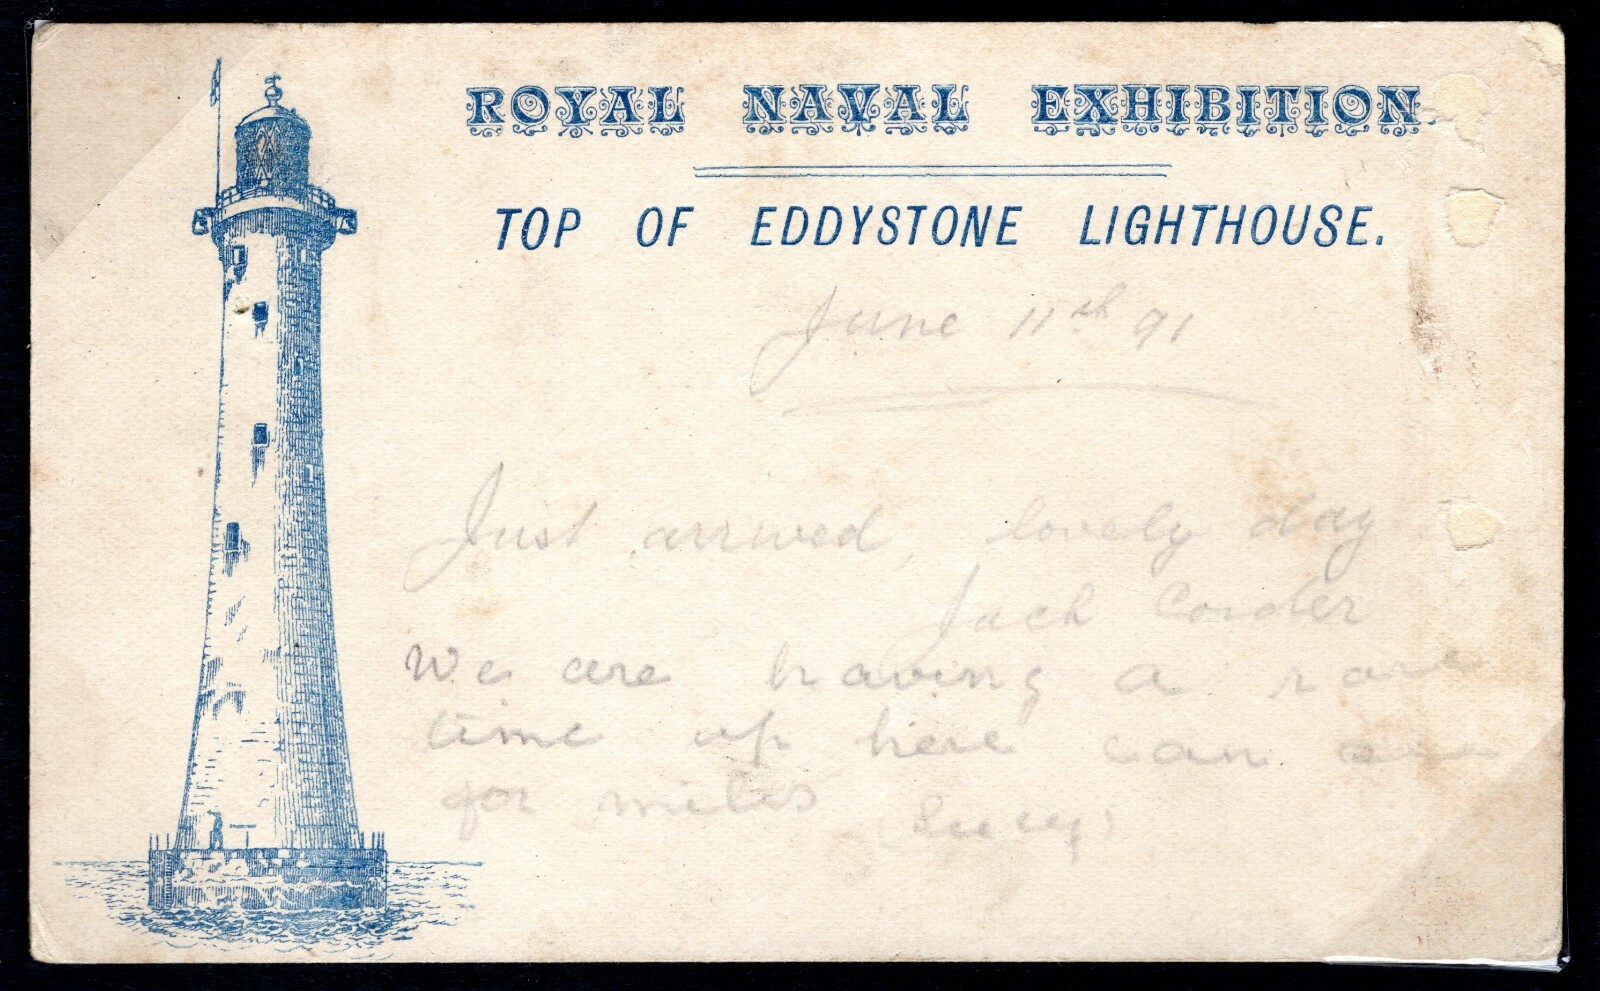 ROYAL NAVAL EXHIBITION.
TOP OF EDDYSTONE LIGHTHOUSE.
June 11th 91
Just arrived lovely day
Jack Corder
We are having a rare
time up here can see
for miles Lucy